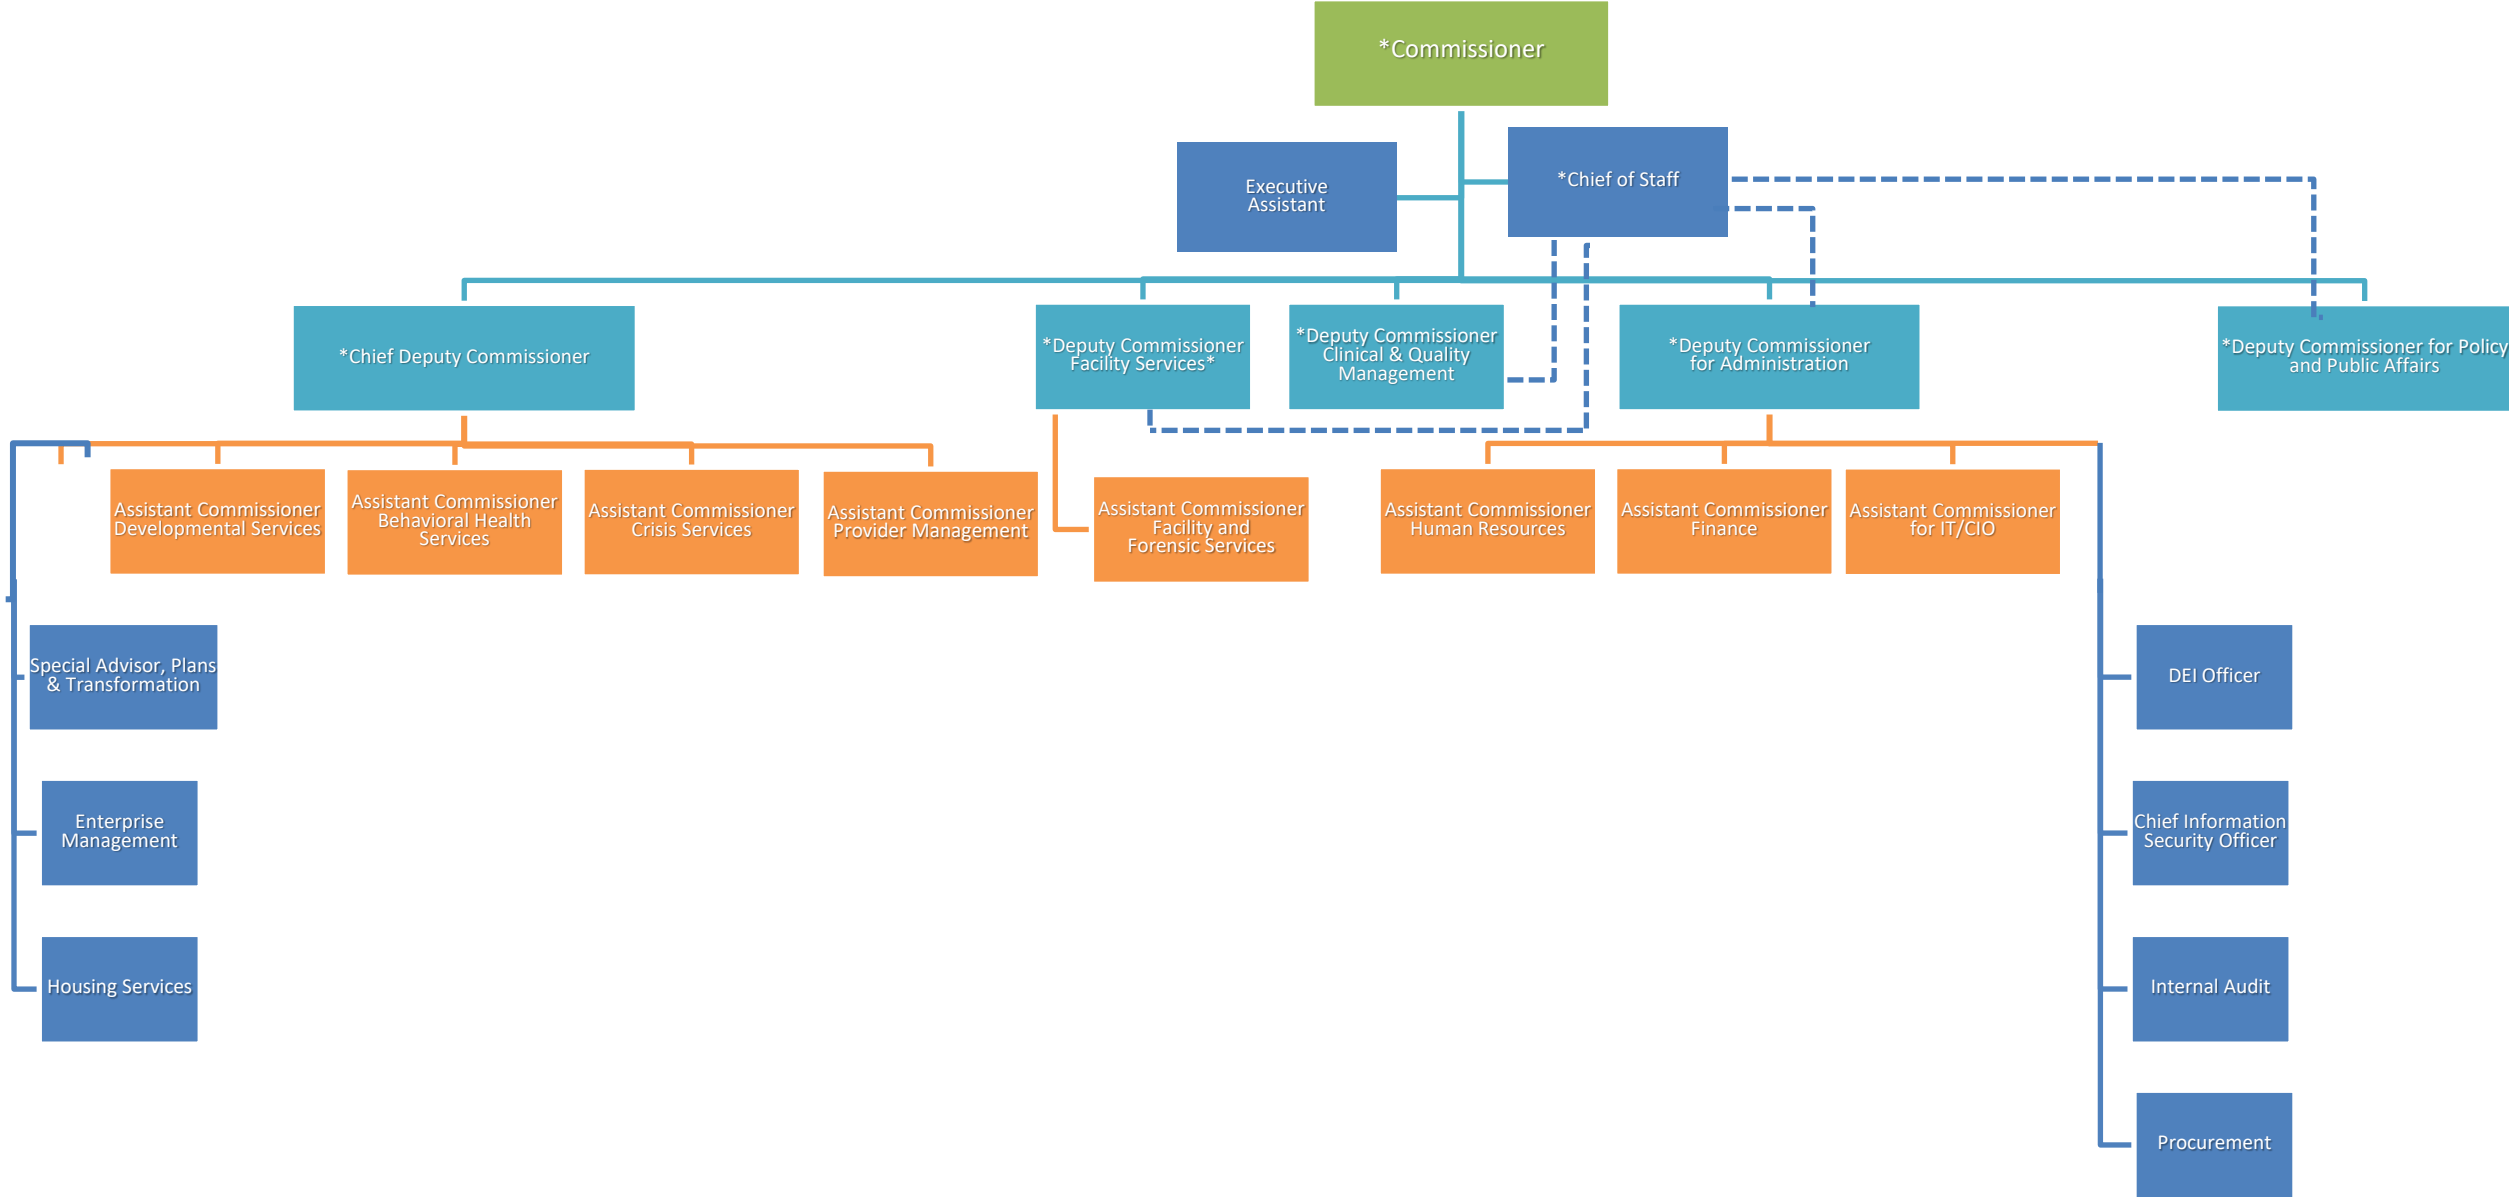 *Commissioner
Executive
Assistant
*Chief of Staff
*Chief Deputy Commissioner
*Deputy Commissioner
Facility Services*
*Deputy Commissioner
Clinical & Quality
Management
*Deputy Commissioner
for Administration
*Deputy Commissioner for Policy
and Public Affairs
Assistant Commissioner
Developmental Services
Assistant Commissioner
Behavioral Health
Services
Assistant Commissioner
Crisis Services
Assistant Commissioner
Provider Management
Assistant Commissioner
Facility and
Forensic Services
Assistant Commissioner
Human Resources
Assistant Commissioner
Finance
Assistant Commissioner
for IT/CIO
Special Advisor, Plans
& Transformation
DEI Officer
Enterprise
Management
Chief Information
Security Officer
Housing Services
Internal Audit
Procurement